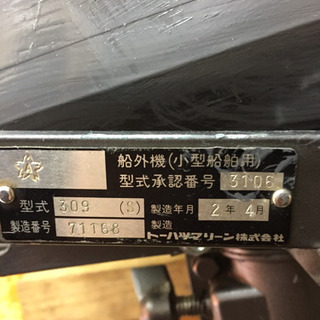 船外機(小型船舶用)
型式承認番号 3106
型式 309 (S) 製造年月 2年 4月
製造番号 71168 製造
トーハツマリーン株式会社